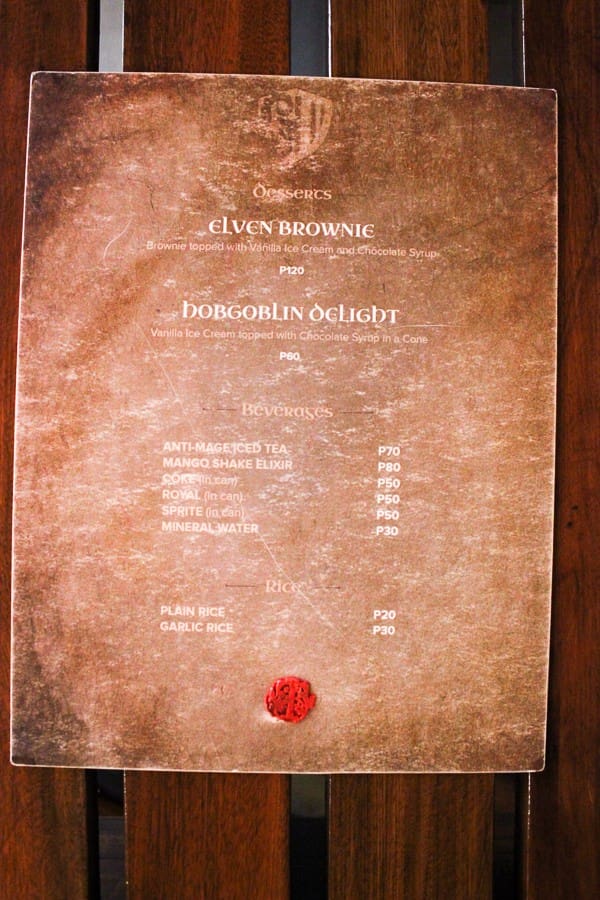 Desserts
Elven Brownie
Brownie topped with Vanilla Ice Cream and Chocolate Syrup
P120
Hobgoblin Delight
Vanilla Ice Cream topped with Chocolate Syrup in a Cone
P60
Beverages
ANTI-MAGE ICED TEA P70
MANGO SHAKE ELIXIR P80
COKE (in can) P50
ROYAL (in can) P50
SPRITE (in can) P50
MINERAL WATER P30
Rice
PLAIN RICE P20
GARLIC RICE P30